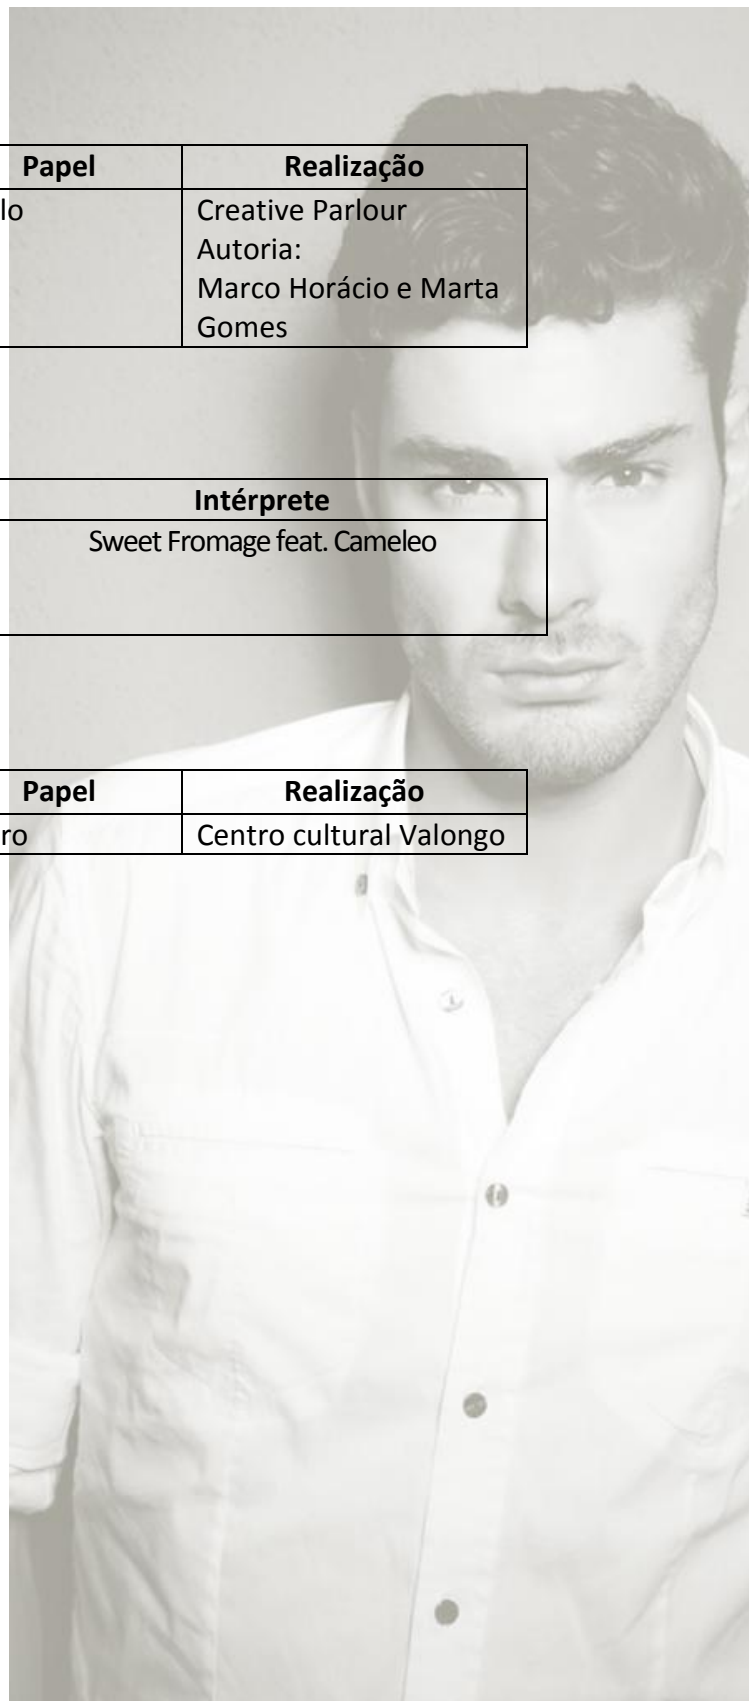 Papel Realização
lo Creative Parlour
Autoria:
Marco Horácio e Marta
Gomes
Intérprete
Sweet Fromage feat. Cameleo
Papel Realização
ro Centro cultural Valongo